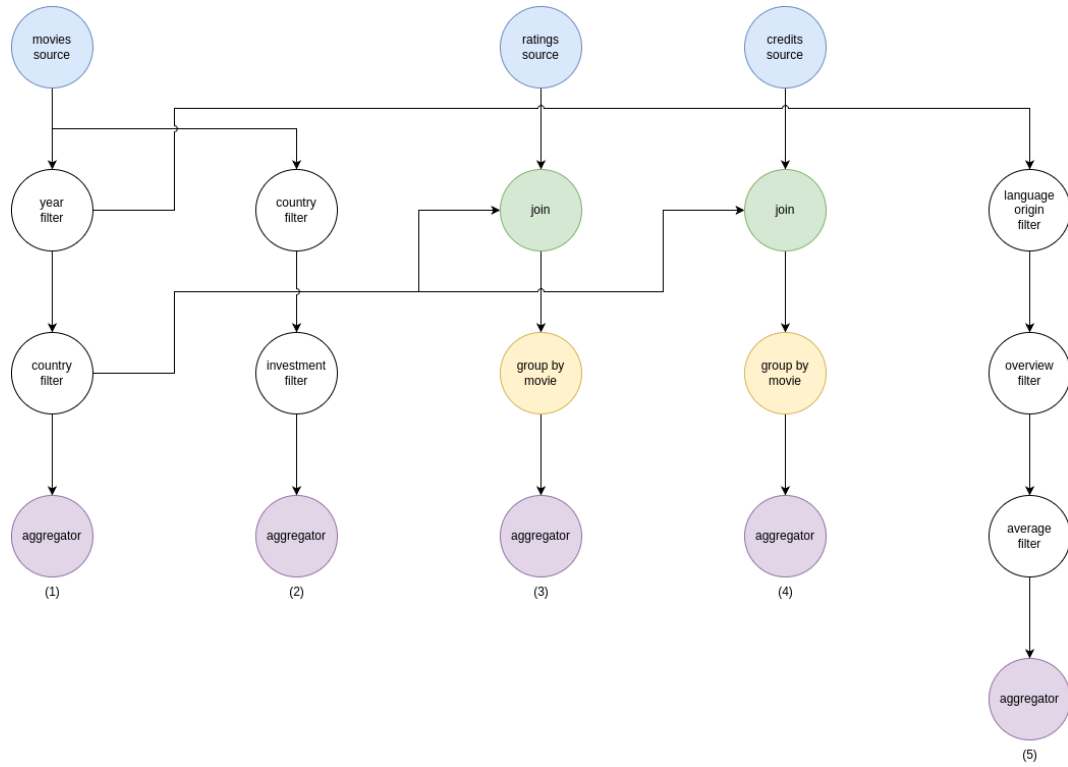 movies
source
ratings
source
credits
source
year
filter
country
filter
join
join
language
origin
filter
country
filter
investment
filter
group by
movie
group by
movie
overview
filter
aggregator
aggregator
aggregator
aggregator
average
filter
(1)
(2)
(3)
(4)
aggregator
(5)